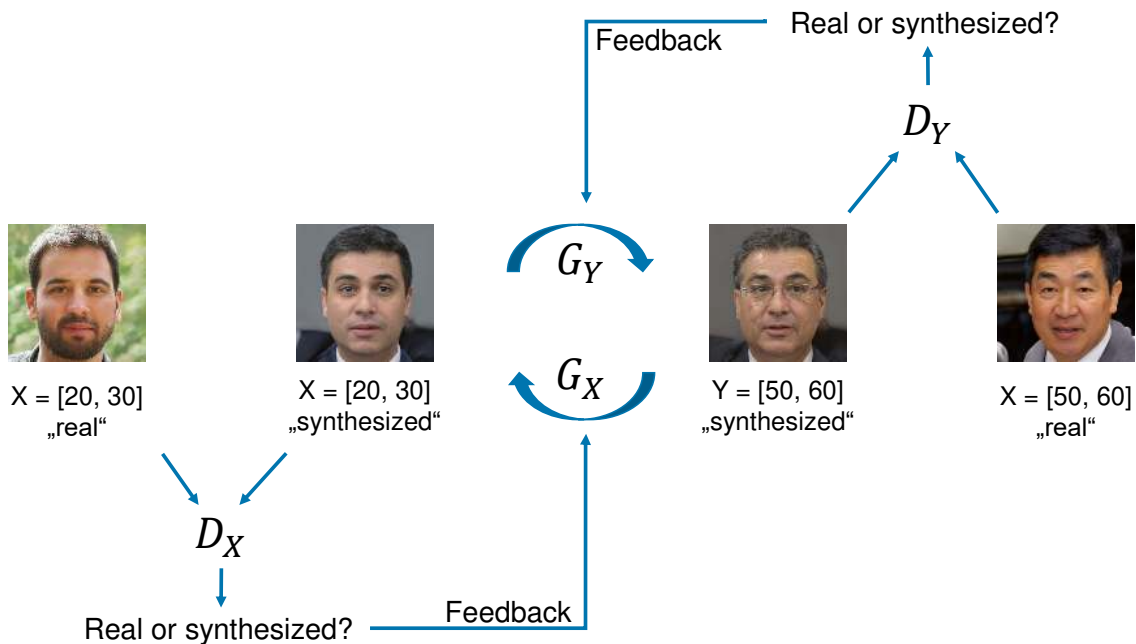 Real or synthesized?
Feedback
D_Y
G_Y
G_X
X = [20, 30]
„real“
X = [20, 30]
„synthesized“
Y = [50, 60]
„synthesized“
X = [50, 60]
„real“
D_X
Feedback
Real or synthesized?